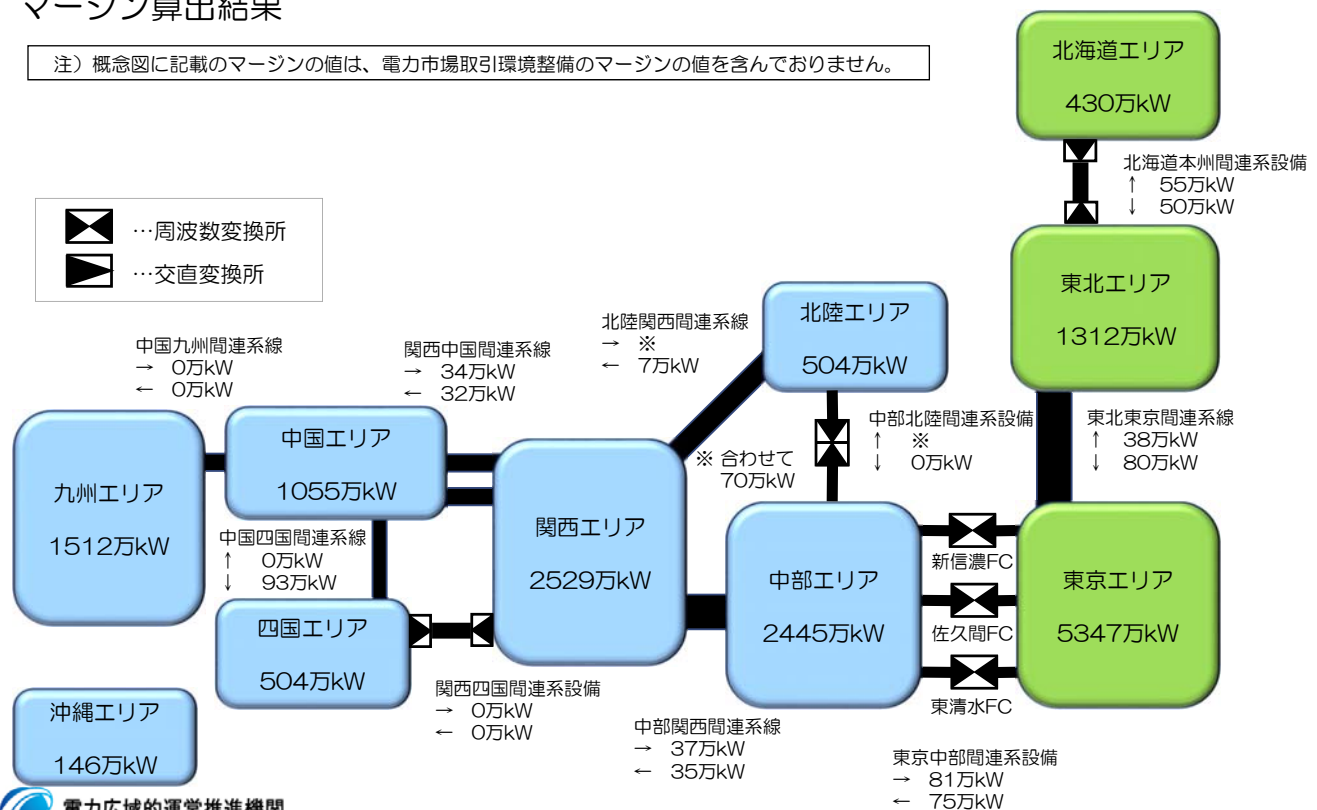 マージン算出結果
注）概念図に記載のマージンの値は、電力市場取引環境整備のマージンの値を含んでおりません。
…周波数変換所
…交直変換所
北海道エリア
430万kW
北海道本州間連系設備
↑ 55万kW
↓ 50万kW
東北エリア
1312万kW
北陸エリア
504万kW
北陸関西間連系線
→ ※
← 7万kW
中国九州間連系線
→ 0万kW
← 0万kW
関西中国間連系線
→ 34万kW
← 32万kW
中部北陸間連系設備
↑ ※
↓ 0万kW
東北東京間連系線
↑ 38万kW
↓ 80万kW
※ 合わせて
70万kW
九州エリア
1512万kW
中国エリア
1055万kW
中国四国間連系線
↑ 0万kW
↓ 93万kW
関西エリア
2529万kW
中部エリア
2445万kW
新信濃FC
佐久間FC
東清水FC
東京エリア
5347万kW
四国エリア
504万kW
関西四国間連系設備
→ 0万kW
← 0万kW
沖縄エリア
146万kW
中部関西間連系線
→ 37万kW
← 35万kW
東京中部間連系設備
→ 81万kW
← 75万kW
電力広域的運営推進機関